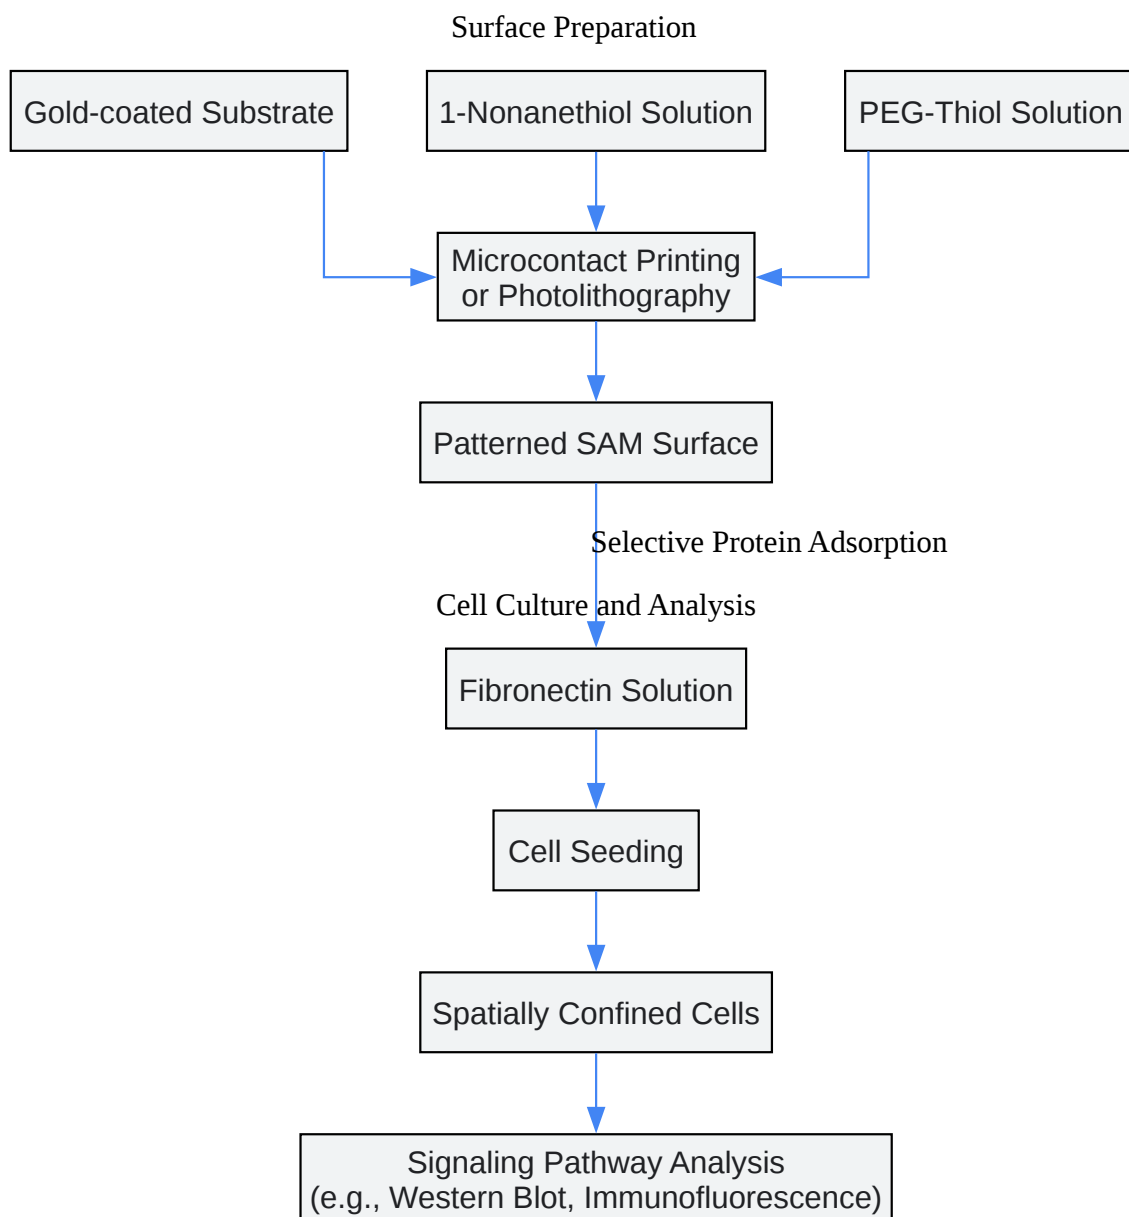 Surface Preparation
Gold-coated Substrate
1-Nonanethiol Solution
PEG-Thiol Solution
Microcontact Printing
or Photolithography
Patterned SAM Surface
Selective Protein Adsorption
Cell Culture and Analysis
Fibronectin Solution
Cell Seeding
Spatially Confined Cells
Signaling Pathway Analysis
(e.g., Western Blot, Immunofluorescence)